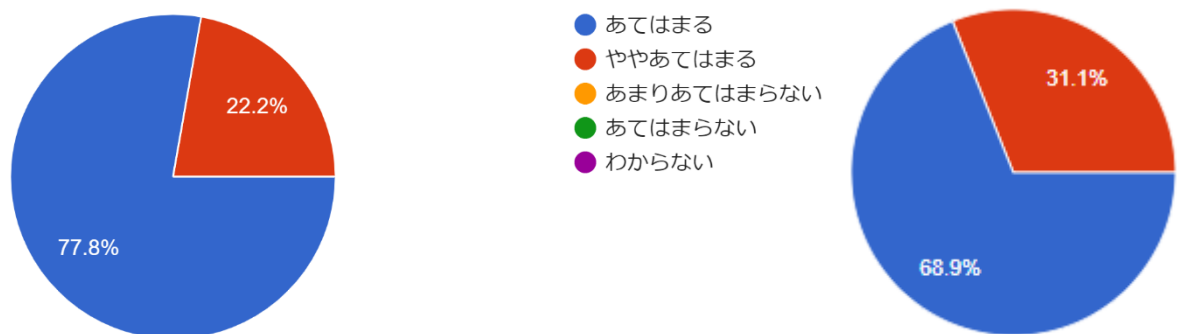 22.2%
77.8%
あてはまる
ややあてはまる
あまりあてはまらない
あてはまらない
わからない
31.1%
68.9%